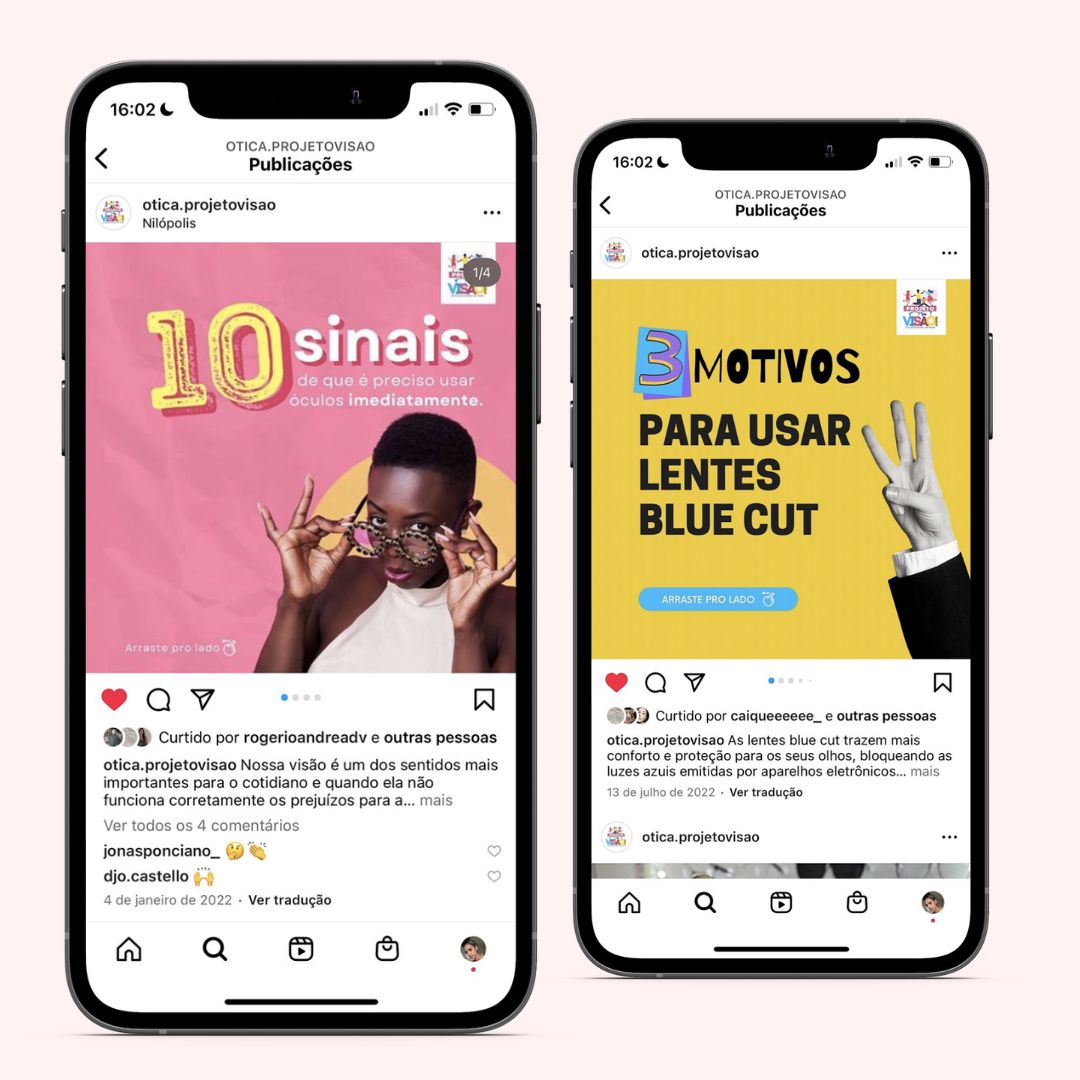 16:02
OTICA.PROJETOVISAO
Publicações
otica.projetovisao
Nilópolis
1/4
VISÃO!
10 sinais
de que é preciso usar
óculos imediatamente.
Arraste pro lado
Curtido por rogerioandreadv e outras pessoas
otica.projetovisao Nossa visão é um dos sentidos mais
importantes para o cotidiano e quando ela não
funciona corretamente os prejuízos para a... mais
Ver todos os 4 comentários
jonasponciano_ 🤔👏
djo.castello 🙌
4 de janeiro de 2022 · Ver tradução
16:02
OTICA.PROJETOVISAO
Publicações
otica.projetovisao
PROJETO
VISÃO!
3 MOTIVOS
PARA USAR
LENTES
BLUE CUT
ARRASTE PRO LADO
Curtido por caiqueeeeee_ e outras pessoas
otica.projetovisao As lentes blue cut trazem mais
conforto e proteção para os seus olhos, bloqueando as
luzes azuis emitidas por aparelhos eletrônicos... mais
13 de julho de 2022 · Ver tradução
otica.projetovisao